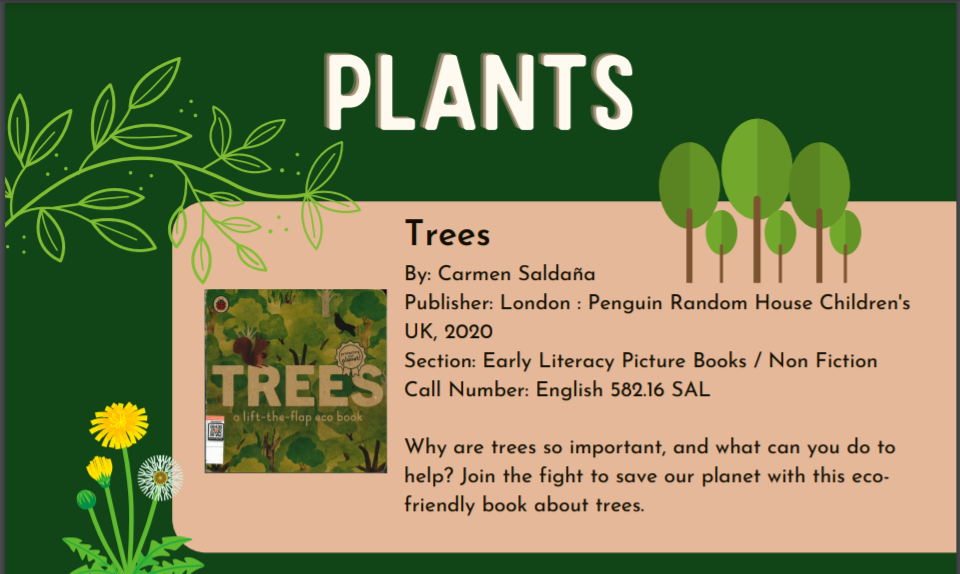 PLANTS
Trees
By: Carmen Saldaña
Publisher: London : Penguin Random House Children's
UK, 2020
Section: Early Literacy Picture Books / Non Fiction
Call Number: English 582.16 SAL
TREES
a lift-the-flap eco book
Why are trees so important, and what can you do to
help? Join the fight to save our planet with this eco-
friendly book about trees.